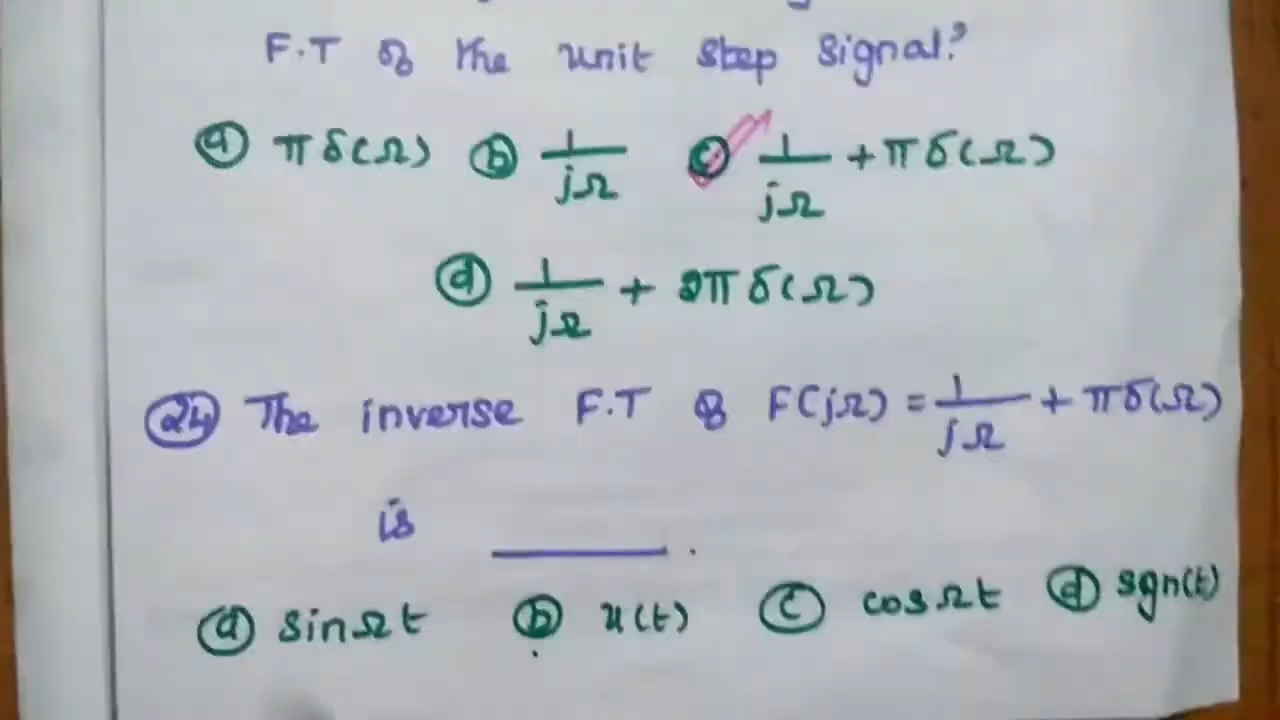 F.T of the unit step signal?
ⓐ πδ(Ω) ⓑ 1/jΩ ⓒ 1/jΩ + πδ(Ω)
ⓓ 1/jΩ + 2πδ(Ω)
㉔ The inverse F.T of F(jΩ) = 1/jΩ + πδ(Ω)
is ______.
ⓐ sinΩt ⓑ u(t) ⓒ cosΩt ⓓ sgn(t)